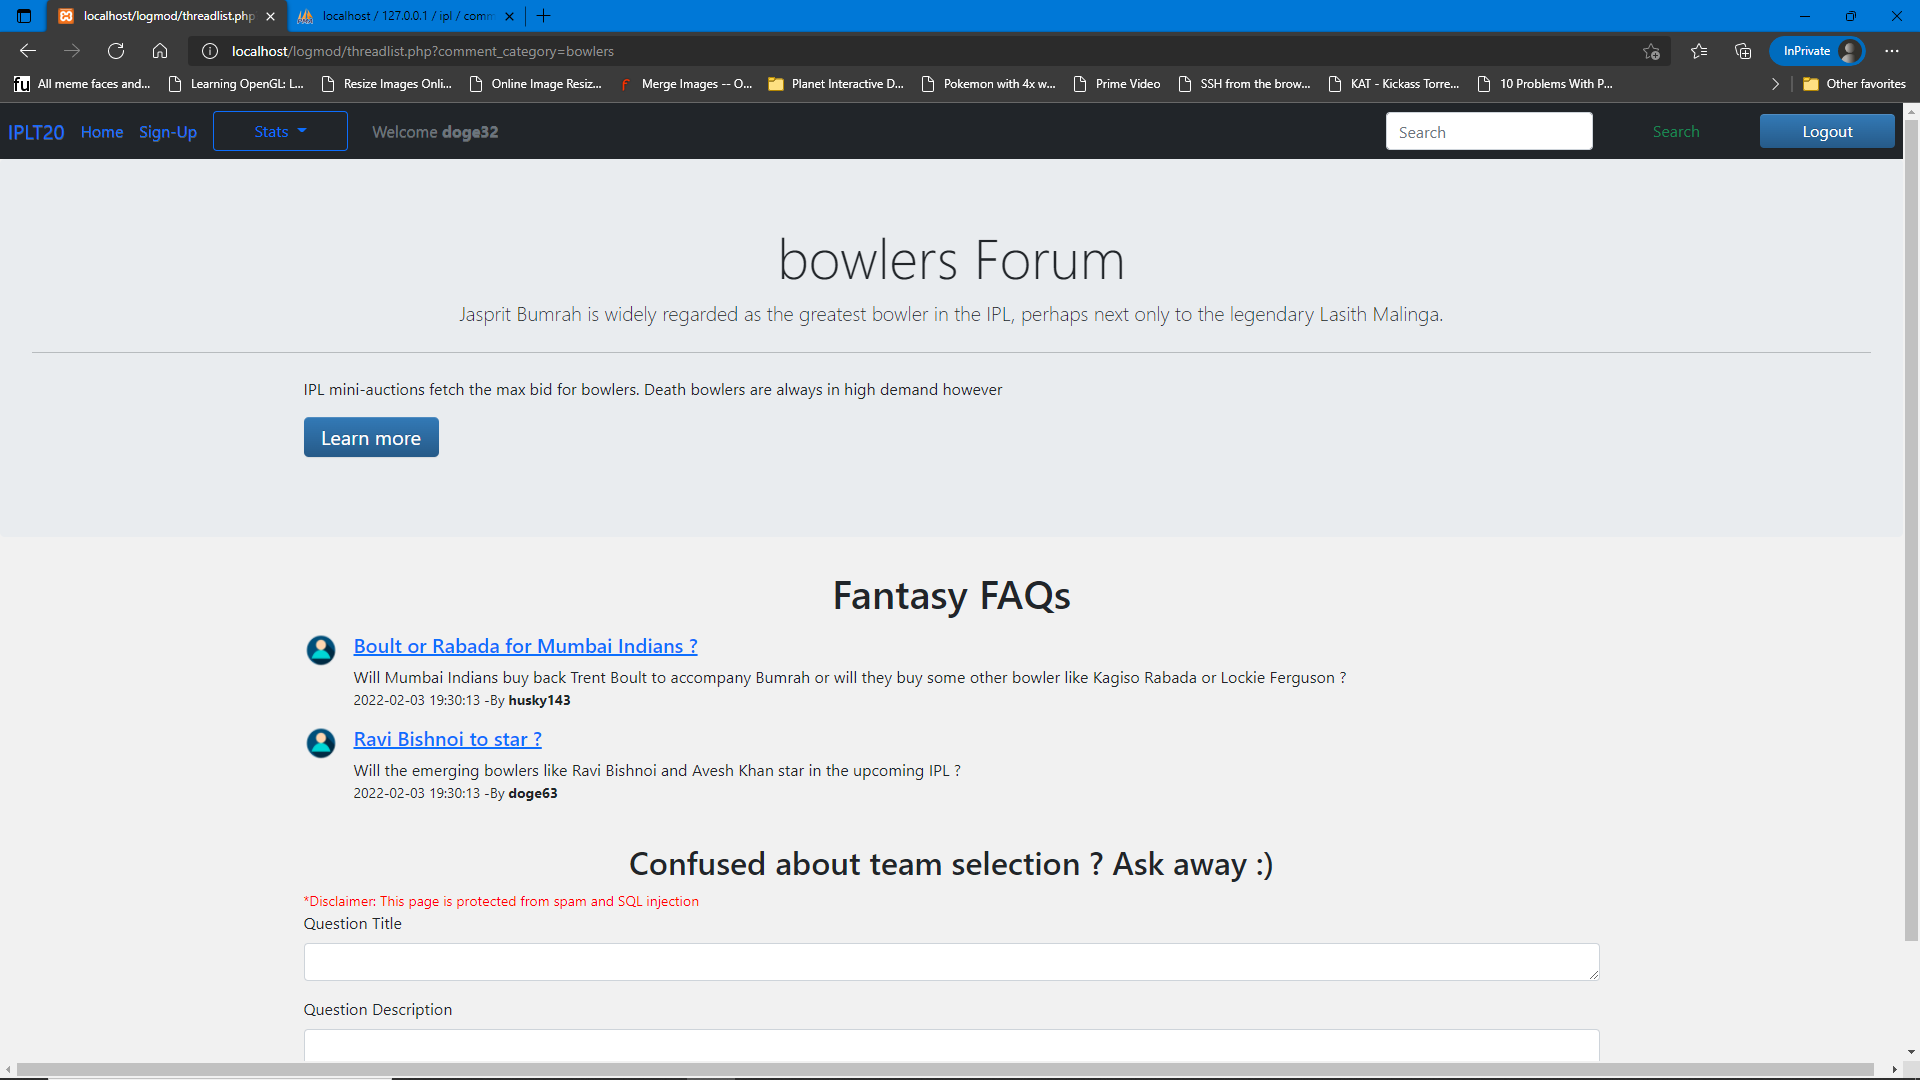 localhost/logmod/threadlist.php
localhost / 127.0.0.1 / ipl / comm
localhost/logmod/threadlist.php?comment_category=bowlers
InPrivate
fu All meme faces and... Learning OpenGL: L... Resize Images Onli... Online Image Resiz... Merge Images -- O... Planet Interactive D... Pokemon with 4x w... Prime Video SSH from the brow... KAT - Kickass Torre... 10 Problems With P... Other favorites
IPLT20 Home Sign-Up Stats Welcome doge32 Search Search Logout
bowlers Forum
Jasprit Bumrah is widely regarded as the greatest bowler in the IPL, perhaps next only to the legendary Lasith Malinga.
IPL mini-auctions fetch the max bid for bowlers. Death bowlers are always in high demand however
Learn more
Fantasy FAQs
Boult or Rabada for Mumbai Indians ?
Will Mumbai Indians buy back Trent Boult to accompany Bumrah or will they buy some other bowler like Kagiso Rabada or Lockie Ferguson ?
2022-02-03 19:30:13 -By husky143
Ravi Bishnoi to star ?
Will the emerging bowlers like Ravi Bishnoi and Avesh Khan star in the upcoming IPL ?
2022-02-03 19:30:13 -By doge63
Confused about team selection ? Ask away :)
*Disclaimer: This page is protected from spam and SQL injection
Question Title
Question Description